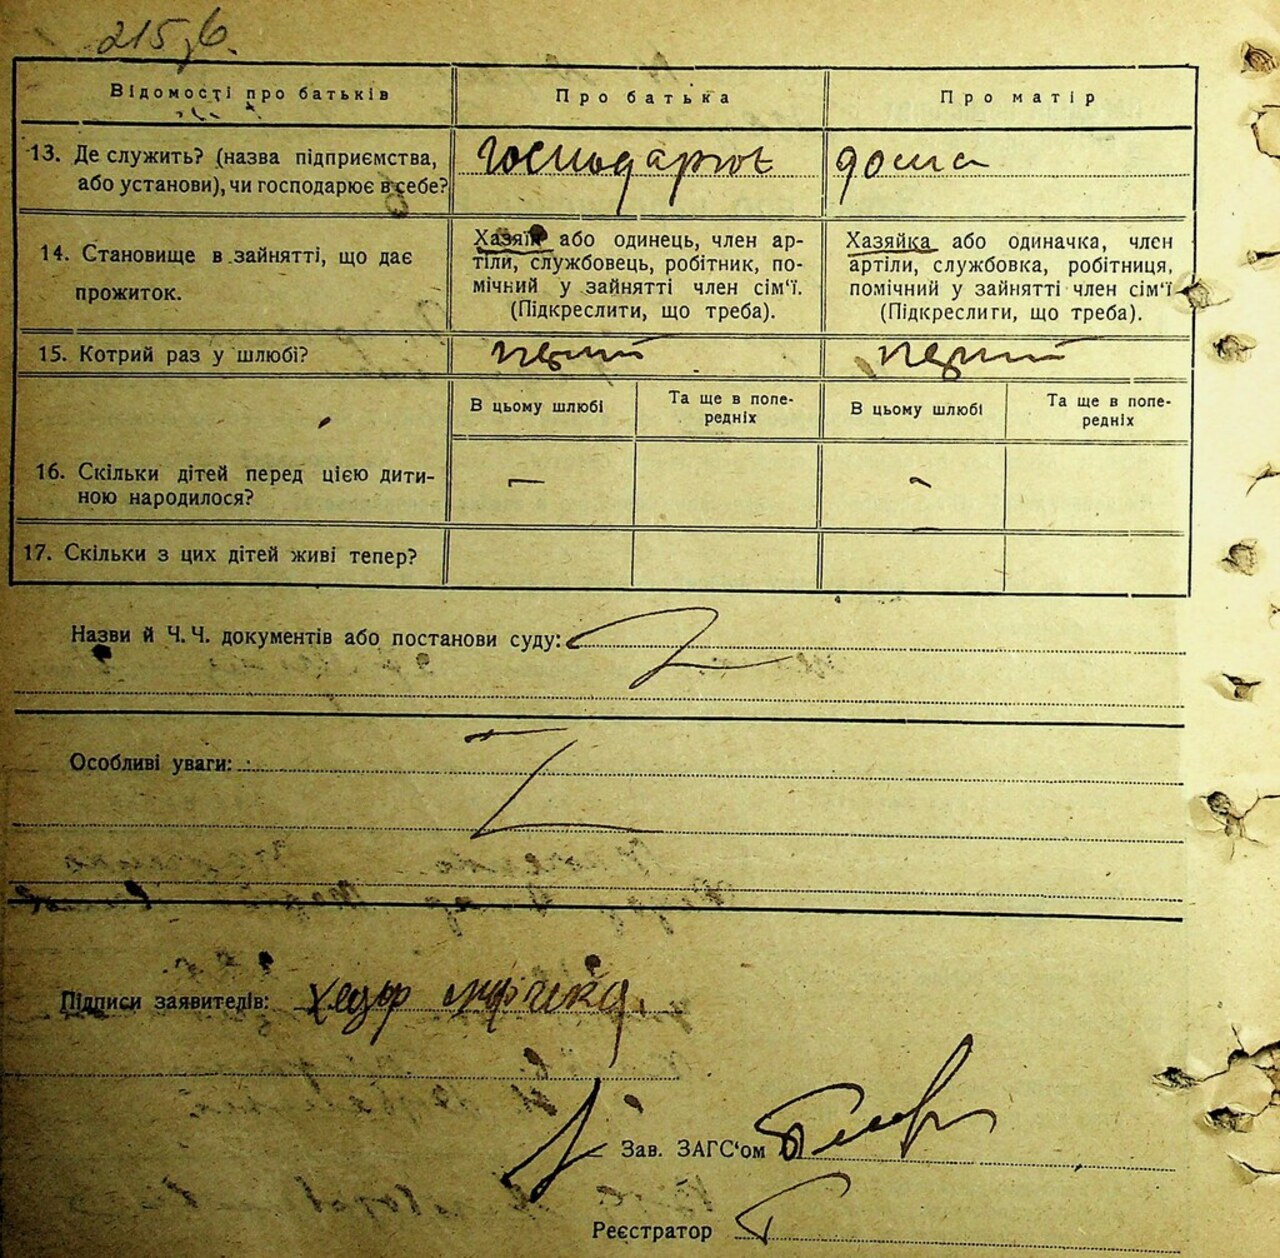 215 зв.
Відомості про батьків
Про батька
Про матір
13. Де служить? (назва підприємства,
або установи), чи господарює в себе?
господарює
дома
14. Становище в зайнятті, що дає
прожиток.
Хазяїн або одинець, член ар-
тіли, службовець, робітник, по-
мічний у зайнятті член сім‘ї.
(Підкреслити, що треба).
Хазяйка або одиначка, член
артіли, службовка, робітниця,
помічний у зайнятті член сім‘ї
(Підкреслити, що треба).
15. Котрий раз у шлюбі?
перший
перший
В цьому шлюбі
Та ще в попе-
редніх
В цьому шлюбі
Та ще в попе-
редніх
16. Скільки дітей перед цією дити-
ною народилося?
—
-
17. Скільки з цих дітей живі тепер?
Назви й Ч. Ч. документів або постанови суду:
Особливі уваги:
Підписи заявителів:
Зав. ЗАГС‘ом
Реєстратор